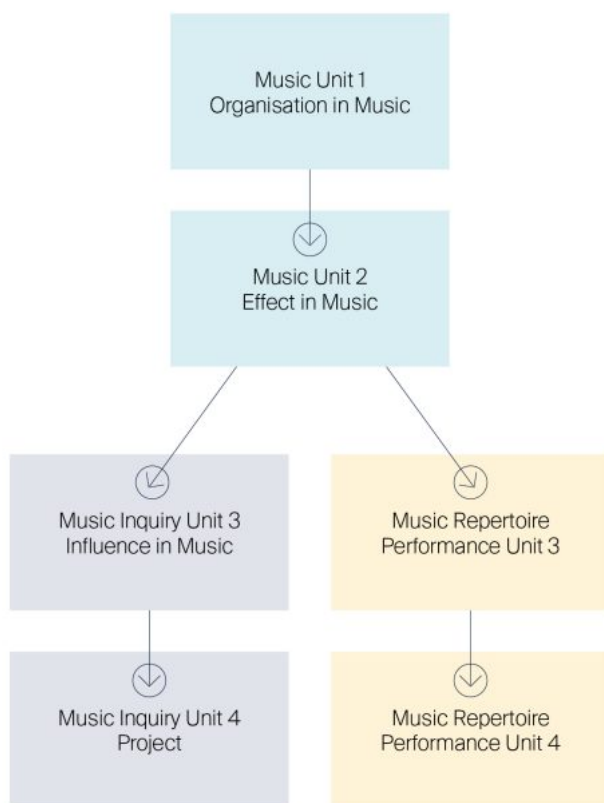 Music Unit 1
Organisation in Music
Music Unit 2
Effect in Music
Music Inquiry Unit 3
Influence in Music
Music Repertoire
Performance Unit 3
Music Inquiry Unit 4
Project
Music Repertoire
Performance Unit 4